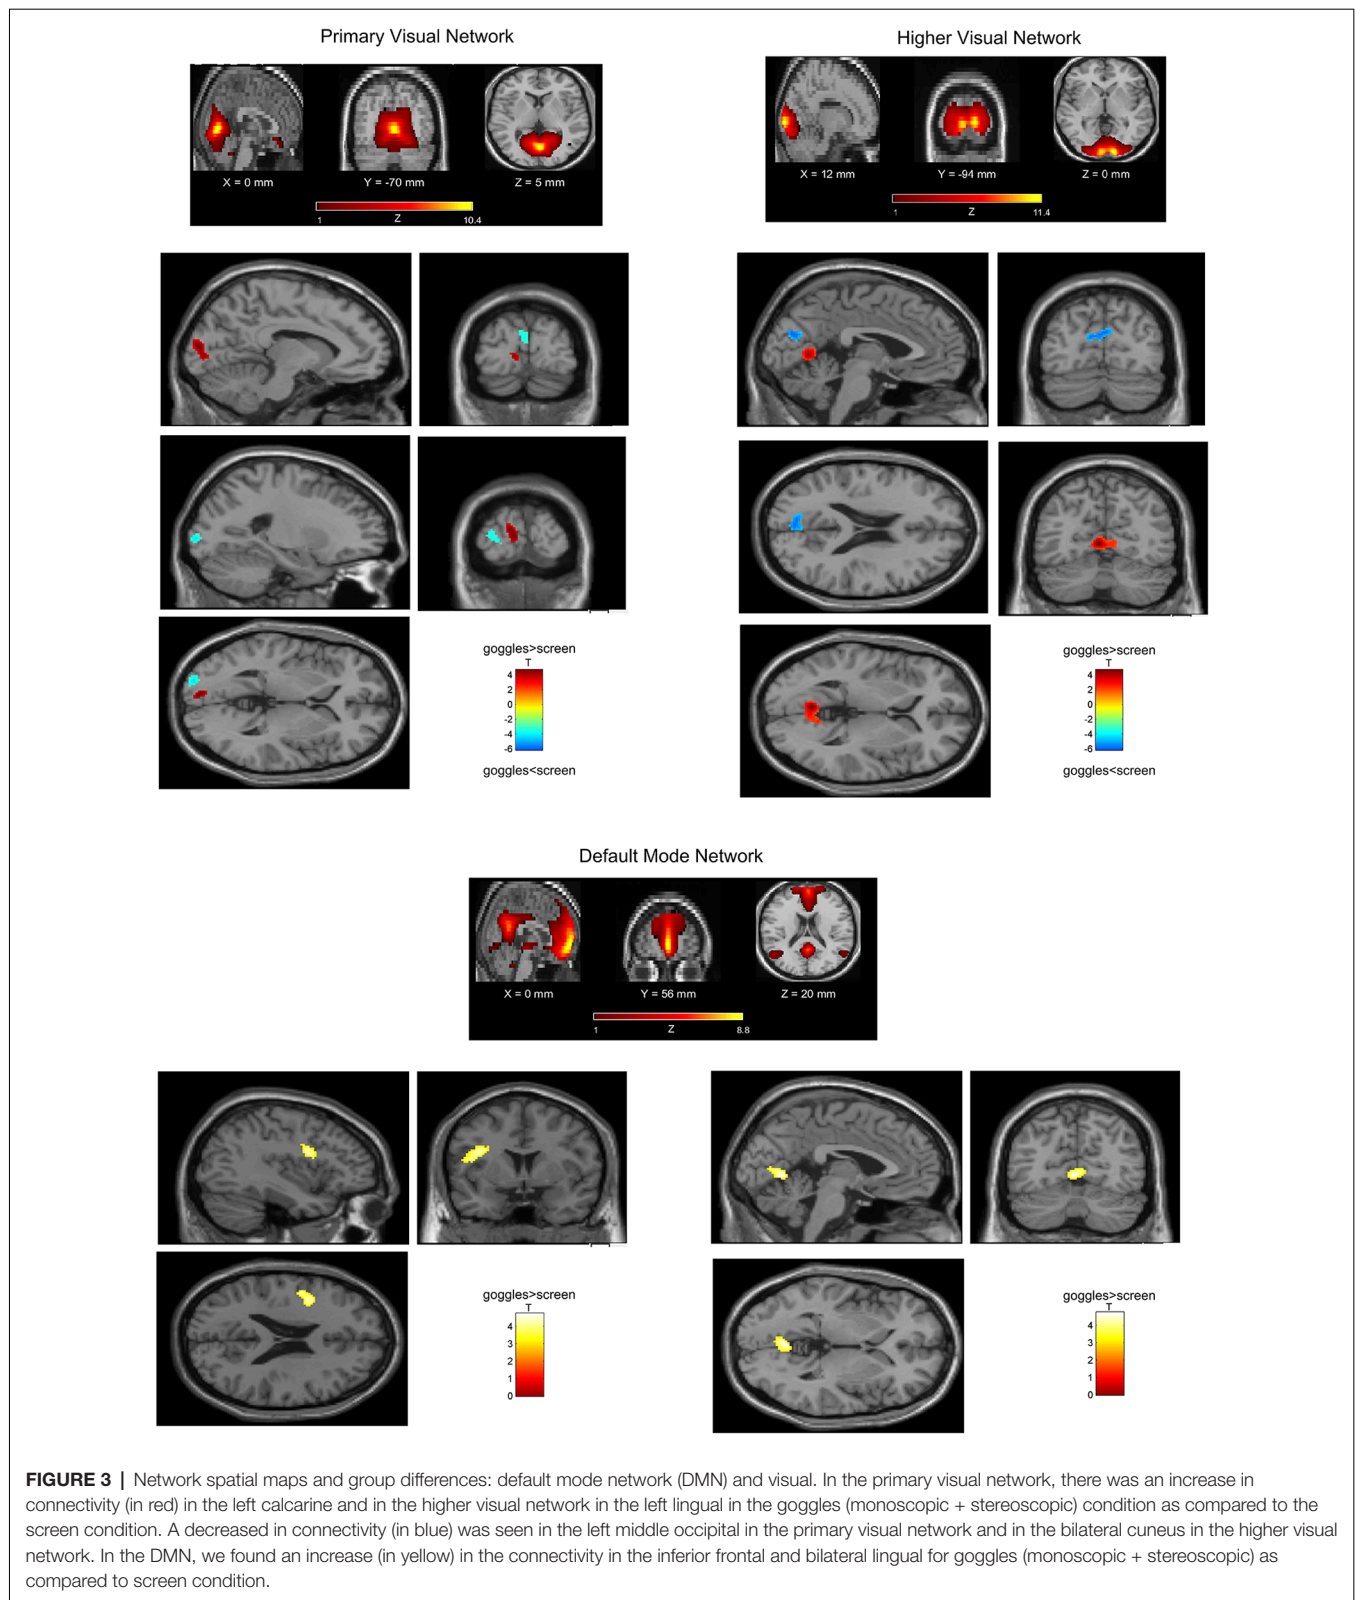 Primary Visual Network
X = 0 mm
Y = -70 mm
Z = 5 mm
1
Z
10.4
Higher Visual Network
X = 12 mm
Y = -94 mm
Z = 0 mm
1
Z
11.4
goggles>screen
T
4
2
0
-2
-4
-6
goggles<screen
goggles>screen
T
4
2
0
-2
-4
-6
goggles<screen
Default Mode Network
X = 0 mm
Y = 56 mm
Z = 20 mm
1
Z
8.8
goggles>screen
T
4
3
2
1
0
goggles>screen
T
4
3
2
1
0
FIGURE 3 | Network spatial maps and group differences: default mode network (DMN) and visual. In the primary visual network, there was an increase in
connectivity (in red) in the left calcarine and in the higher visual network in the left lingual in the goggles (monoscopic + stereoscopic) condition as compared to the
screen condition. A decreased in connectivity (in blue) was seen in the left middle occipital in the primary visual network and in the bilateral cuneus in the higher visual
network. In the DMN, we found an increase (in yellow) in the connectivity in the inferior frontal and bilateral lingual for goggles (monoscopic + stereoscopic) as
compared to screen condition.